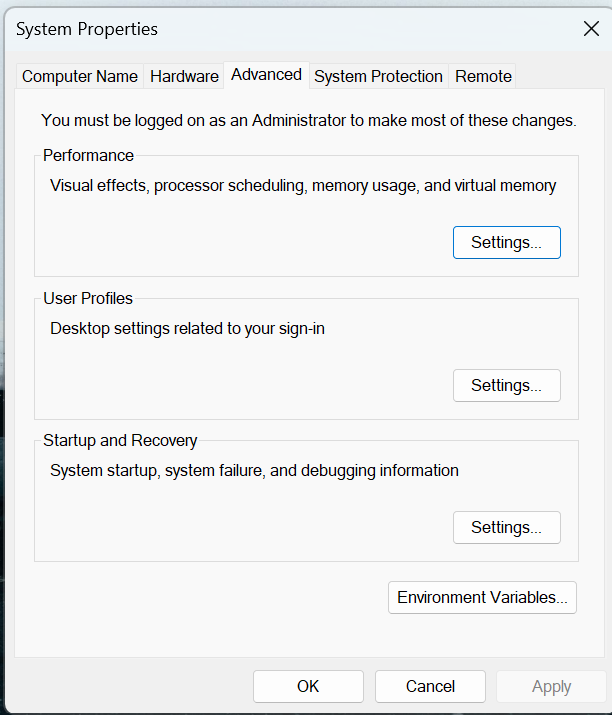 System Properties
Computer Name Hardware Advanced System Protection Remote
You must be logged on as an Administrator to make most of these changes.
Performance
Visual effects, processor scheduling, memory usage, and virtual memory
Settings...
User Profiles
Desktop settings related to your sign-in
Settings...
Startup and Recovery
System startup, system failure, and debugging information
Settings...
Environment Variables...
OK Cancel Apply